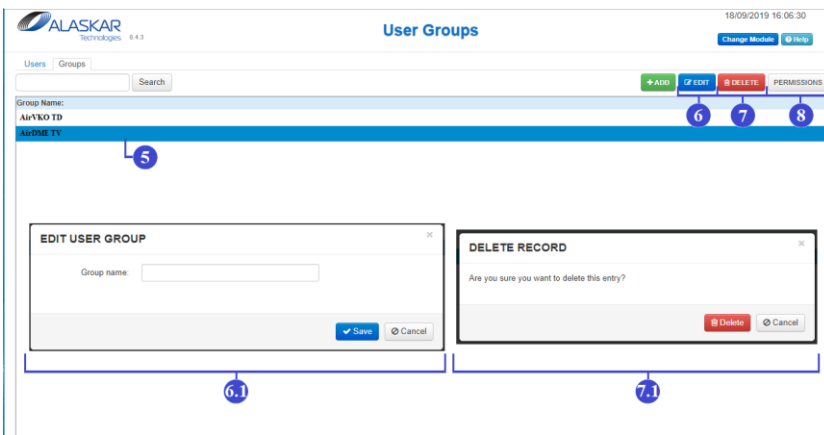 18/09/2019 16:06:30
ALASKAR
Technologies 8.4.3
User Groups
Change Module Help
Users Groups
Search
+ADD EDIT DELETE PERMISSIONS
Group Name:
AirVKO TD
AirDME TV
6 7 8
5
EDIT USER GROUP ×
Group name:
Save Cancel
DELETE RECORD ×
Are you sure you want to delete this entry?
Delete Cancel
6.1 7.1